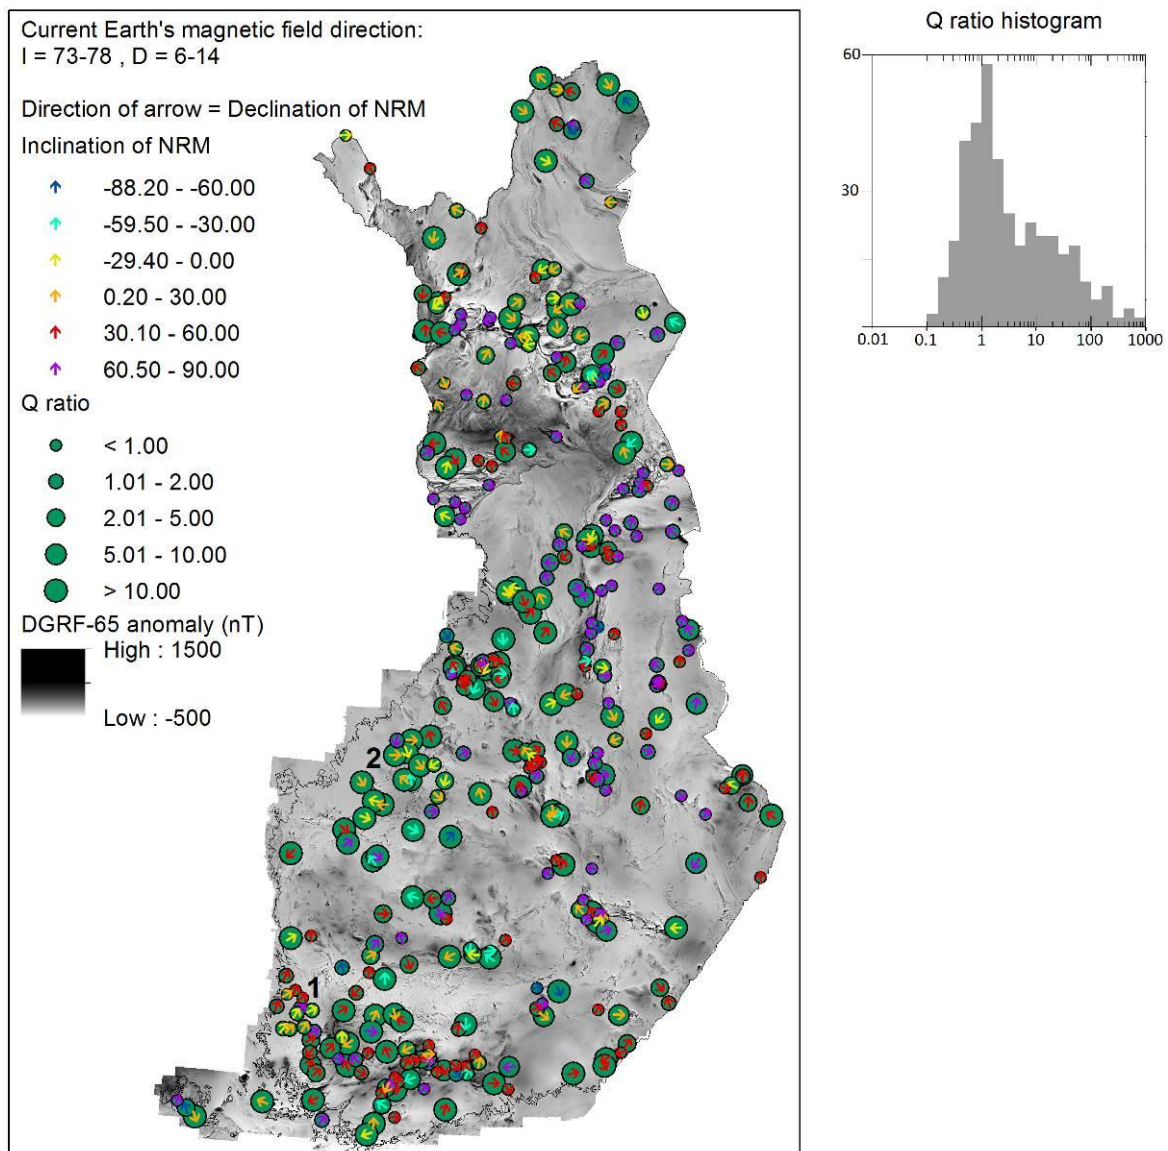 Current Earth's magnetic field direction:
I = 73-78 , D = 6-14
Direction of arrow = Declination of NRM
Inclination of NRM
-88.20 - -60.00
-59.50 - -30.00
-29.40 - 0.00
0.20 - 30.00
30.10 - 60.00
60.50 - 90.00
Q ratio
< 1.00
1.01 - 2.00
2.01 - 5.00
5.01 - 10.00
> 10.00
DGRF-65 anomaly (nT)
High : 1500
Low : -500
2
1
Q ratio histogram
60
30
0.01 0.1 1 10 100 1000